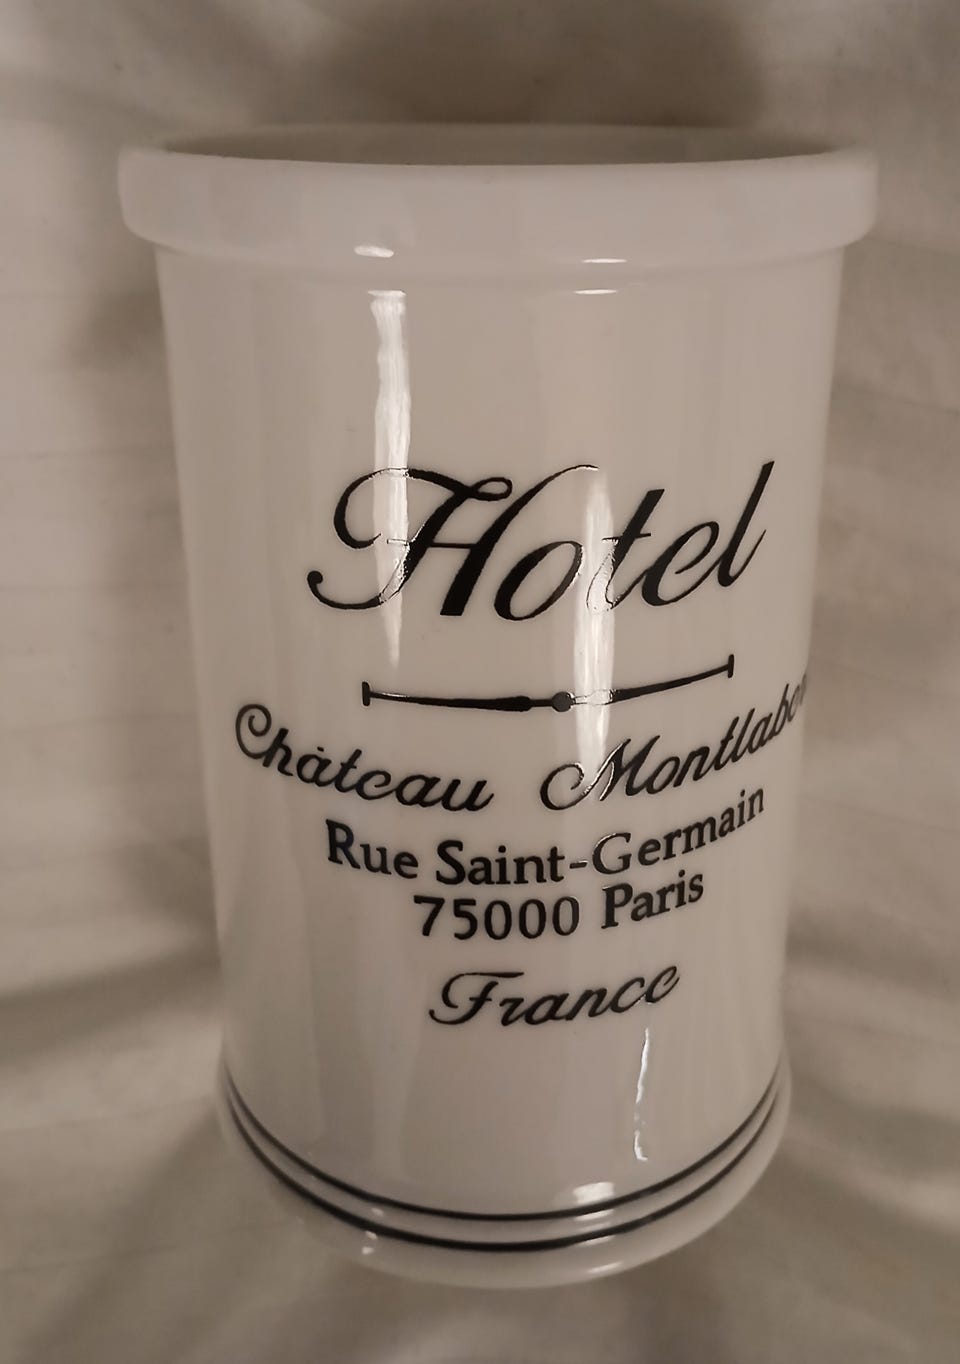 Hotel
Château
Rue Saint-Germain
75000 Paris
France